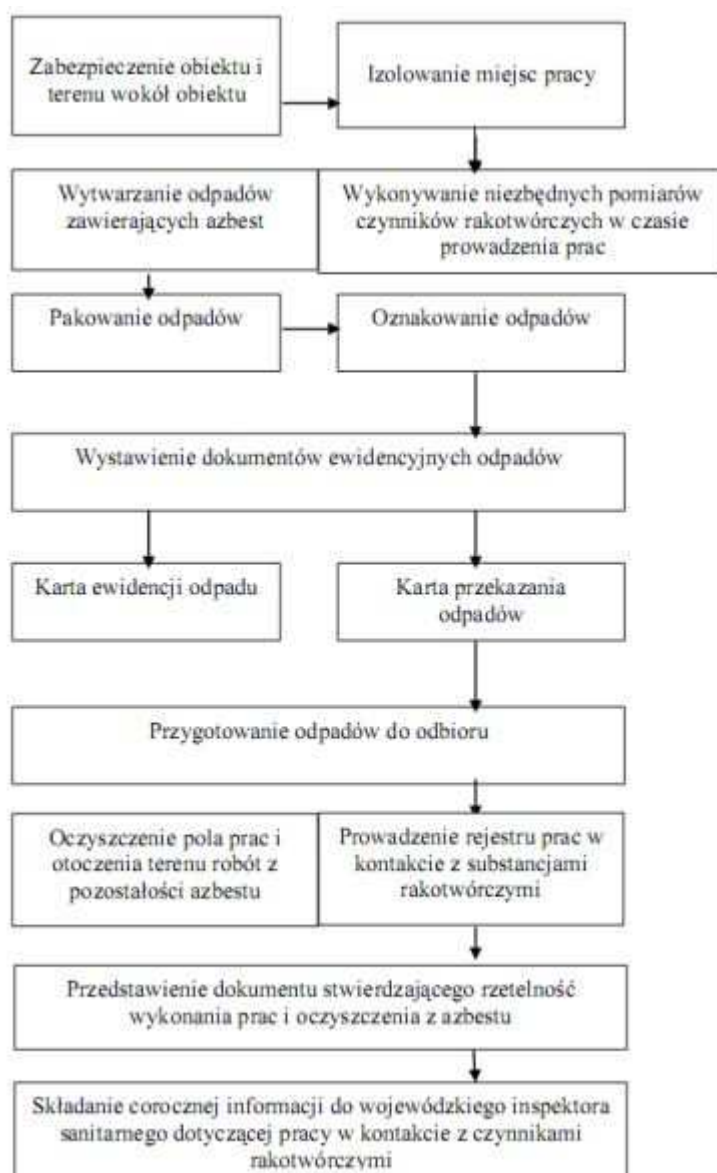 Zabezpieczenie obiektu i
terenu wokół obiektu
Izolowanie miejsc pracy
Wytwarzanie odpadów
zawierających azbest
Wykonywanie niezbędnych pomiarów
czynników rakotwórczych w czasie
prowadzenia prac
Pakowanie odpadów
Oznakowanie odpadów
Wystawienie dokumentów ewidencyjnych odpadów
Karta ewidencji odpadu
Karta przekazania
odpadów
Przygotowanie odpadów do odbioru
Oczyszczenie pola prac i
otoczenia terenu robót z
pozostałości azbestu
Prowadzenie rejestru prac w
kontakcie z substancjami
rakotwórczymi
Przedstawienie dokumentu stwierdzającego rzetelność
wykonania prac i oczyszczenia z azbestu
Składanie corocznej informacji do wojewódzkiego inspektora
sanitarnego dotyczącej pracy w kontakcie z czynnikami
rakotwórczymi